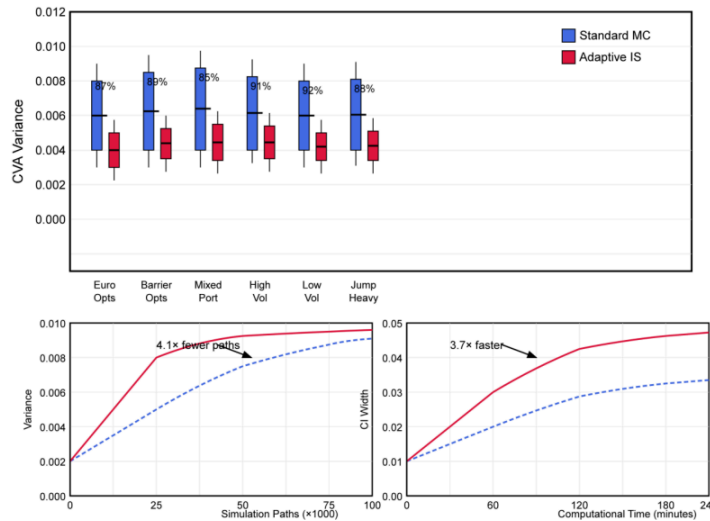 0.012
0.010
0.008
0.006
0.004
0.002
0.000
CVA Variance
Standard MC
Adaptive IS
87%
89%
85%
91%
92%
88%
Euro Opts
Barrier Opts
Mixed Port
High Vol
Low Vol
Jump Heavy
0.010
0.008
0.006
0.004
0.002
0.000
Variance
4.1× fewer paths
0
25
50
75
100
Simulation Paths (×1000)
0.05
0.04
0.03
0.02
0.01
0.00
CI Width
3.7× faster
0
60
120
180
24
Computational Time (minutes)